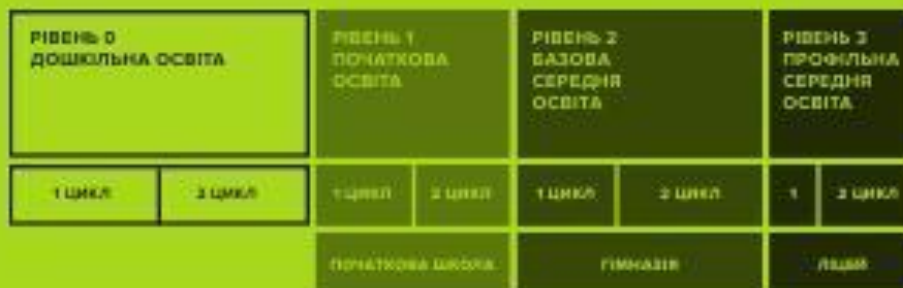 РІВЕНЬ 0
ДОШКІЛЬНА ОСВІТА
РІВЕНЬ 1
ПОЧАТКОВА
ОСВІТА
РІВЕНЬ 2
БАЗОВА
СЕРЕДНЯ
ОСВІТА
РІВЕНЬ 3
ПРОФІЛЬНА
СЕРЕДНЯ
ОСВІТА
1 ЦИКЛ
2 ЦИКЛ
1 ЦИКЛ
2 ЦИКЛ
1 ЦИКЛ
2 ЦИКЛ
1
2 ЦИКЛ
ПОЧАТКОВА ШКОЛА
ГІМНАЗІЯ
ЛІЦЕЙ